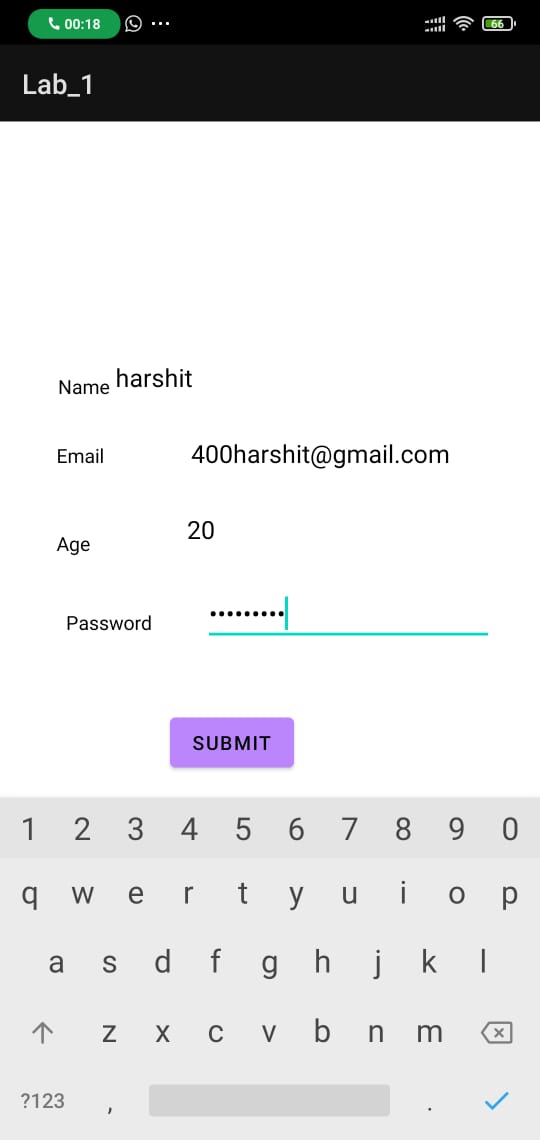 00:18 ... 66
Lab_1
Name harshit
Email 400harshit@gmail.com
Age 20
Password •••••••••
SUBMIT
1 2 3 4 5 6 7 8 9 0
q w e r t y u i o p
a s d f g h j k l
z x c v b n m
?123 , .